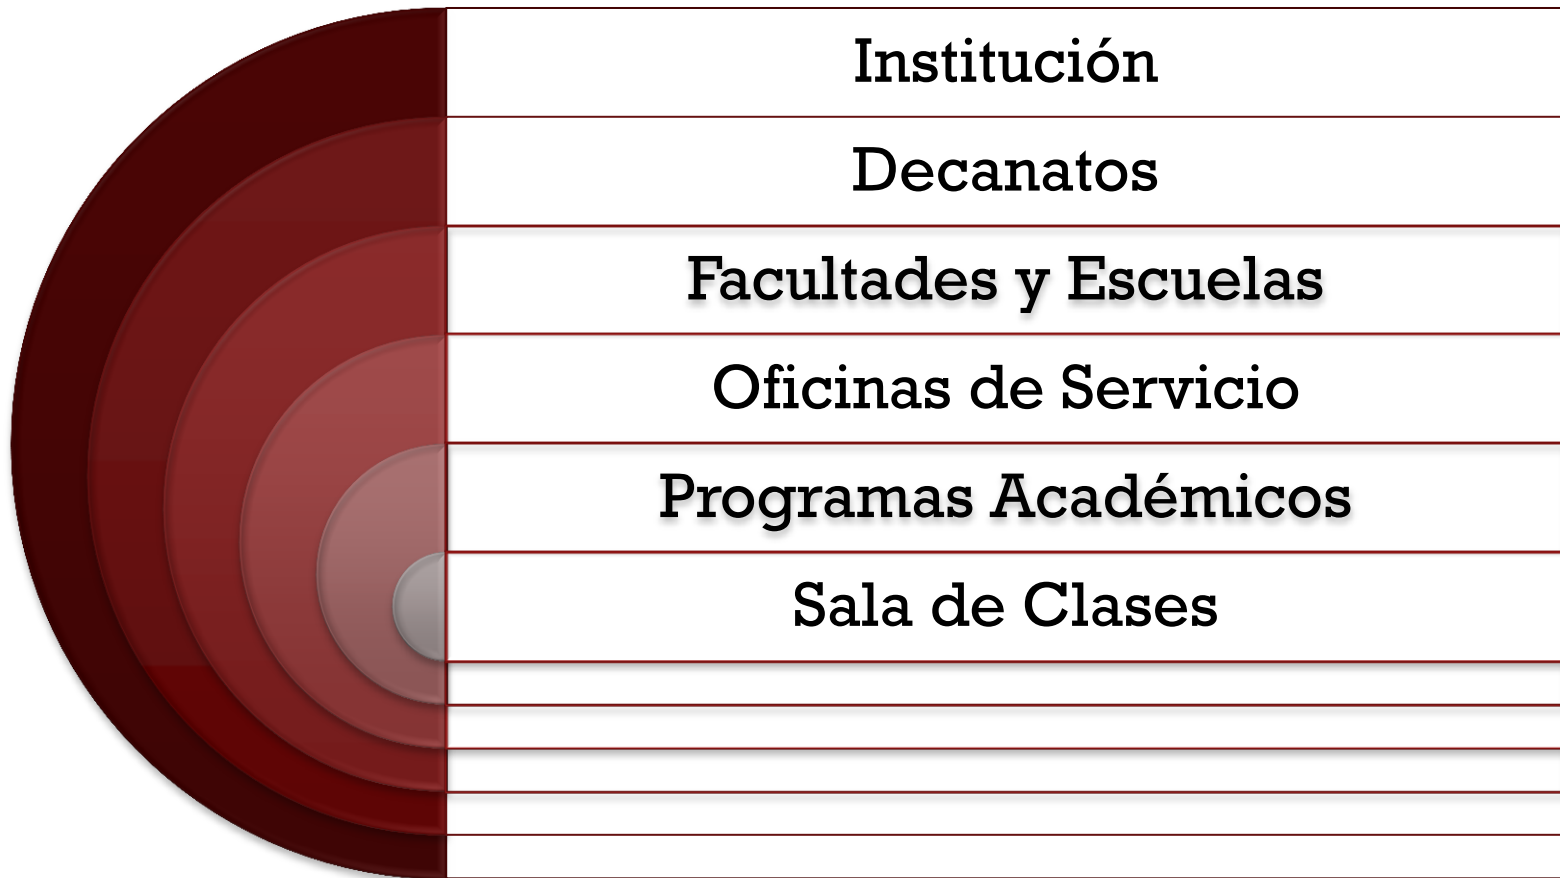 Institución
Decanatos
Facultades y Escuelas
Oficinas de Servicio
Programas Académicos
Sala de Clases